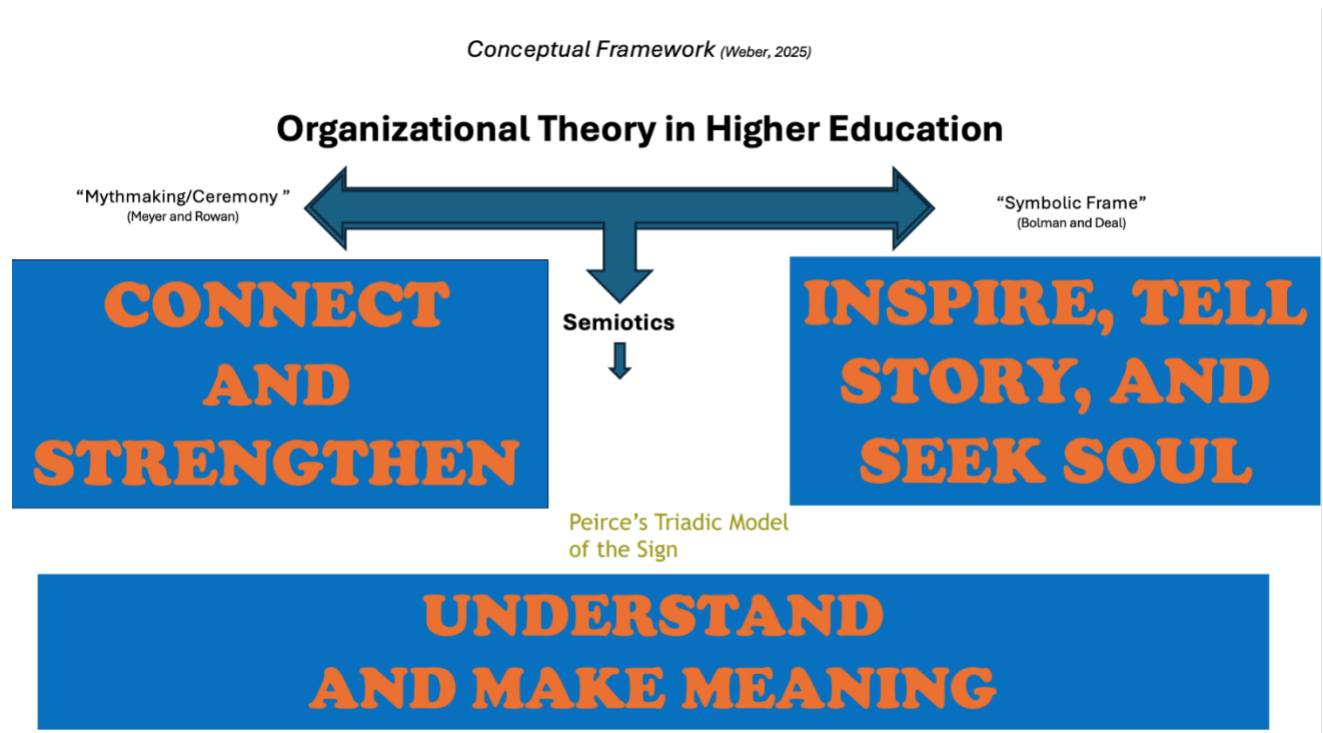 Conceptual Framework (Weber, 2025)
Organizational Theory in Higher Education
“Mythmaking/Ceremony ”
(Meyer and Rowan)
“Symbolic Frame”
(Bolman and Deal)
CONNECT
AND
STRENGTHEN
Semiotics
INSPIRE, TELL
STORY, AND
SEEK SOUL
Peirce’s Triadic Model
of the Sign
UNDERSTAND
AND MAKE MEANING